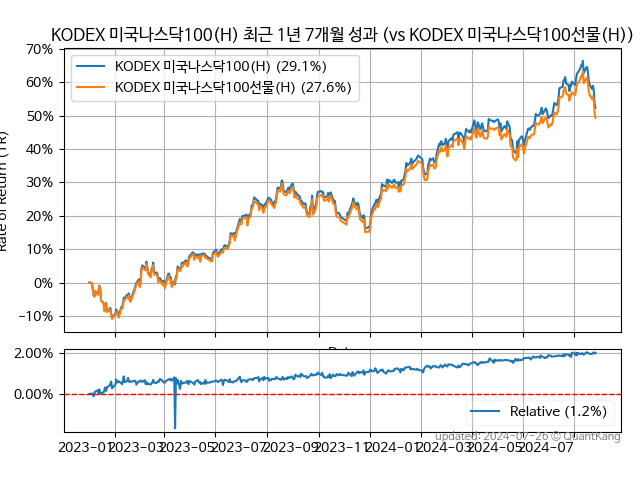 KODEX 미국나스닥100(H) 최근 1년 7개월 성과 (vs KODEX 미국나스닥100선물(H))
70%
60%
50%
40%
30%
20%
10%
0%
−10%
Rate of Return (TR)
KODEX 미국나스닥100(H) (29.1%)
KODEX 미국나스닥100선물(H) (27.6%)
2.00%
0.00%
Relative (1.2%)
updated: 2024-07-26 © QuantKang
2023-01 2023-03 2023-05 2023-07 2023-09 2023-11 2024-01 2024-03 2024-05 2024-07